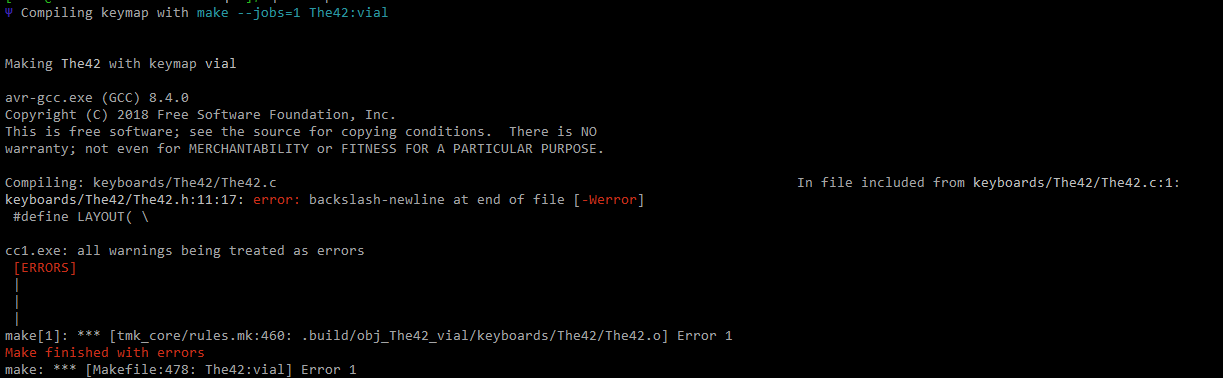 Ψ Compiling keymap with make --jobs=1 The42:vial
Making The42 with keymap vial
avr-gcc.exe (GCC) 8.4.0
Copyright (C) 2018 Free Software Foundation, Inc.
This is free software; see the source for copying conditions.  There is NO
warranty; not even for MERCHANTABILITY or FITNESS FOR A PARTICULAR PURPOSE.
Compiling: keyboards/The42/The42.c                                                                 In file included from keyboards/The42/The42.c:1:
keyboards/The42/The42.h:11:17: error: backslash-newline at end of file [-Werror]
 #define LAYOUT( \
cc1.exe: all warnings being treated as errors
 [ERRORS]
 |
 |
 |
make[1]: *** [tmk_core/rules.mk:460: .build/obj_The42_vial/keyboards/The42/The42.o] Error 1
Make finished with errors
make: *** [Makefile:478: The42:vial] Error 1